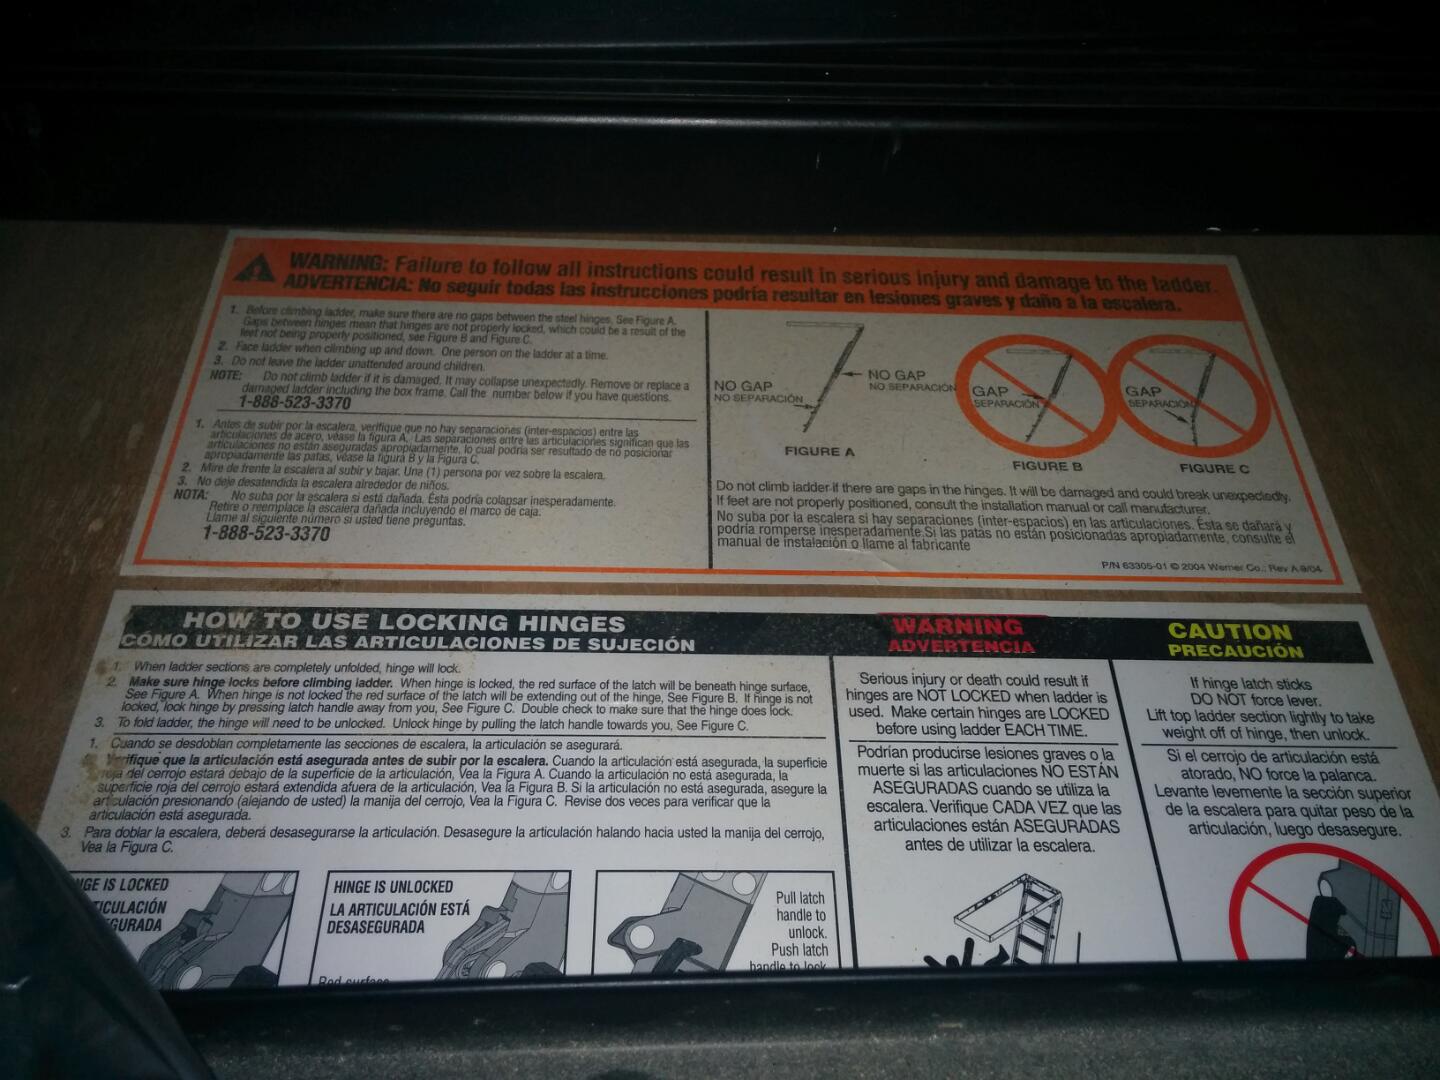 WARNING: Failure to follow all instructions could result in serious injury and damage to the ladder.
ADVERTENCIA: No seguir todas las instrucciones podría resultar en lesiones graves y daño a la escalera.
1. Before climbing ladder, make sure there are no gaps between the steel hinges. See Figure A.
Gaps between hinges mean that hinges are not properly locked, which could be a result of the
feet not being properly positioned, see Figure B and Figure C.
2. Face ladder when climbing up and down. One person on the ladder at a time.
3. Do not leave the ladder unattended around children.
NOTE: Do not climb ladder if it is damaged. It may collapse unexpectedly. Remove or replace a
damaged ladder including the box frame. Call the number below if you have questions.
1-888-523-3370
1. Antes de subir por la escalera, verifique que no hay separaciones (inter-espacios) entre las
articulaciones de acero, véase la figura A. Las separaciones entre las articulaciones significan que las
articulaciones no están aseguradas apropiadamente, lo cual podría ser resultado de no posicionar
apropiadamente las patas, véase la figura B y la Figura C.
2. Mire de frente la escalera al subir y bajar. Una (1) persona por vez sobre la escalera.
3. No deje desatendida la escalera alrededor de niños.
NOTA: No suba por la escalera si está dañada. Ésta podría colapsar inesperadamente.
Retire o reemplace la escalera dañada incluyendo el marco de caja.
Llame al siguiente número si usted tiene preguntas.
1-888-523-3370
NO GAP
NO SEPARACIÓN
NO GAP
NO SEPARACIÓN
FIGURE A
GAP
SEPARACIÓN
FIGURE B
GAP
SEPARACIÓN
FIGURE C
Do not climb ladder if there are gaps in the hinges. It will be damaged and could break unexpectedly.
If feet are not properly positioned, consult the installation manual or call manufacturer.
No suba por la escalera si hay separaciones (inter-espacios) en las articulaciones. Ésta se dañará y
podría romperse inesperadamente.Si las patas no están posicionadas apropiadamente, consulte el
manual de instalación o llame al fabricante
P/N 63305-01 © 2004 Werner Co.; Rev A 9/04
HOW TO USE LOCKING HINGES
CÓMO UTILIZAR LAS ARTICULACIONES DE SUJECIÓN
1. When ladder sections are completely unfolded, hinge will lock.
2. Make sure hinge locks before climbing ladder. When hinge is locked, the red surface of the latch will be beneath hinge surface,
See Figure A. When hinge is not locked the red surface of the latch will be extending out of the hinge, See Figure B. If hinge is not
locked, lock hinge by pressing latch handle away from you, See Figure C. Double check to make sure that the hinge does lock.
3. To fold ladder, the hinge will need to be unlocked. Unlock hinge by pulling the latch handle towards you, See Figure C.
1. Cuando se desdoblan completamente las secciones de escalera, la articulación se asegurará.
Verifique que la articulación está asegurada antes de subir por la escalera. Cuando la articulación está asegurada, la superficie
roja del cerrojo estará debajo de la superficie de la articulación, Vea la Figura A. Cuando la articulación no está asegurada, la
superficie roja del cerrojo estará extendida afuera de la articulación, Vea la Figura B. Si la articulación no está asegurada, asegure la
articulación presionando (alejando de usted) la manija del cerrojo, Vea la Figura C. Revise dos veces para verificar que la
articulación está asegurada.
3. Para doblar la escalera, deberá desasegurarse la articulación. Desasegure la articulación halando hacia usted la manija del cerrojo,
Vea la Figura C.
WARNING
ADVERTENCIA
Serious injury or death could result if
hinges are NOT LOCKED when ladder is
used. Make certain hinges are LOCKED
before using ladder EACH TIME.
Podrían producirse lesiones graves o la
muerte si las articulaciones NO ESTÁN
ASEGURADAS cuando se utiliza la
escalera. Verifique CADA VEZ que las
articulaciones están ASEGURADAS
antes de utilizar la escalera.
CAUTION
PRECAUCIÓN
If hinge latch sticks
DO NOT force lever.
Lift top ladder section lightly to take
weight off of hinge, then unlock.
Si el cerrojo de articulación está
atorado, NO force la palanca.
Levante levemente la sección superior
de la escalera para quitar peso de la
articulación, luego desasegure.
NGE IS LOCKED
TICULACIÓN
GURADA
HINGE IS UNLOCKED
LA ARTICULACIÓN ESTÁ
DESASEGURADA
Red surface
Pull latch
handle to
unlock.
Push latch
handle to lock